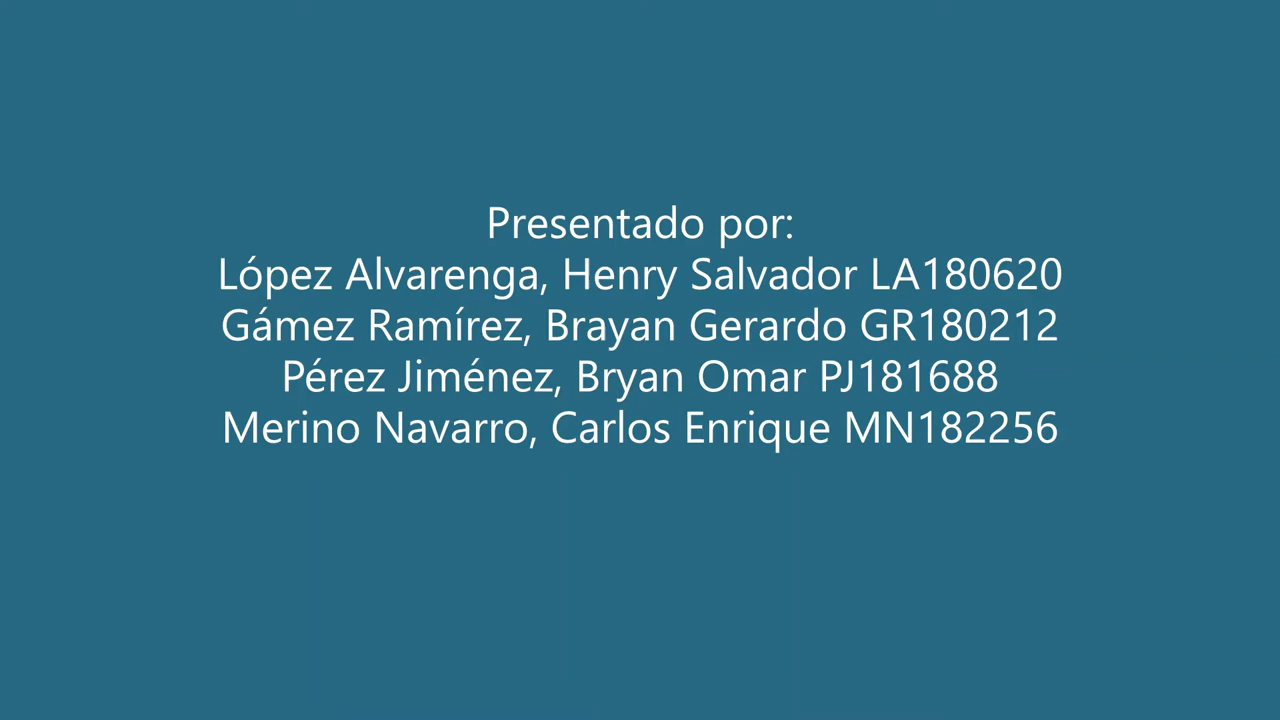 Presentado por:
López Alvarenga, Henry Salvador LA180620
Gámez Ramírez, Brayan Gerardo GR180212
Pérez Jiménez, Bryan Omar PJ181688
Merino Navarro, Carlos Enrique MN182256